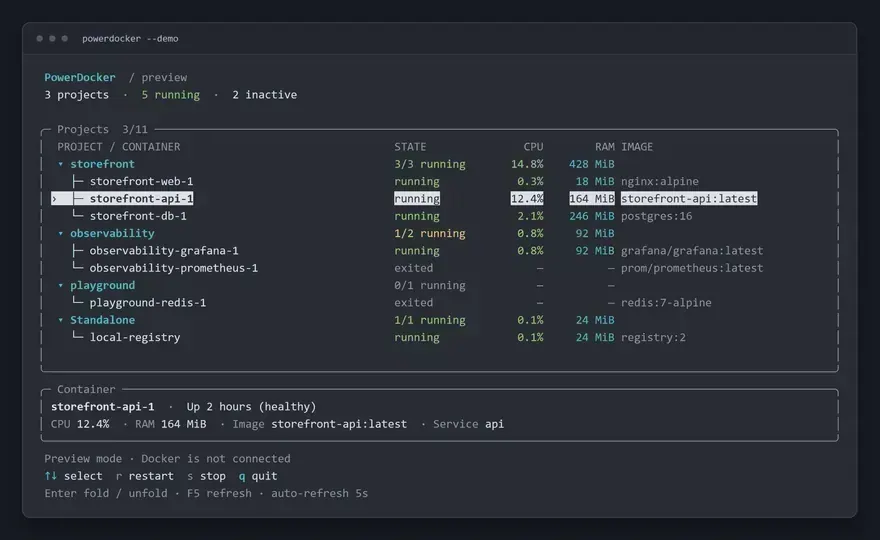 powerdocker --demo
PowerDocker / preview
3 projects · 5 running · 2 inactive
Projects 3/11
PROJECT / CONTAINER STATE CPU RAM IMAGE
▾ storefront 3/3 running 14.8% 428 MiB
├─ storefront-web-1 running 0.3% 18 MiB nginx:alpine
› ├─ storefront-api-1 running 12.4% 164 MiB storefront-api:latest
└─ storefront-db-1 running 2.1% 246 MiB postgres:16
▾ observability 1/2 running 0.8% 92 MiB
├─ observability-grafana-1 running 0.8% 92 MiB grafana/grafana:latest
└─ observability-prometheus-1 exited — — prom/prometheus:latest
▾ playground 0/1 running — —
└─ playground-redis-1 exited — — redis:7-alpine
▾ Standalone 1/1 running 0.1% 24 MiB
└─ local-registry running 0.1% 24 MiB registry:2
Container
storefront-api-1 · Up 2 hours (healthy)
CPU 12.4% · RAM 164 MiB · Image storefront-api:latest · Service api
Preview mode · Docker is not connected
↑↓ select r restart s stop q quit
Enter fold / unfold · F5 refresh · auto-refresh 5s